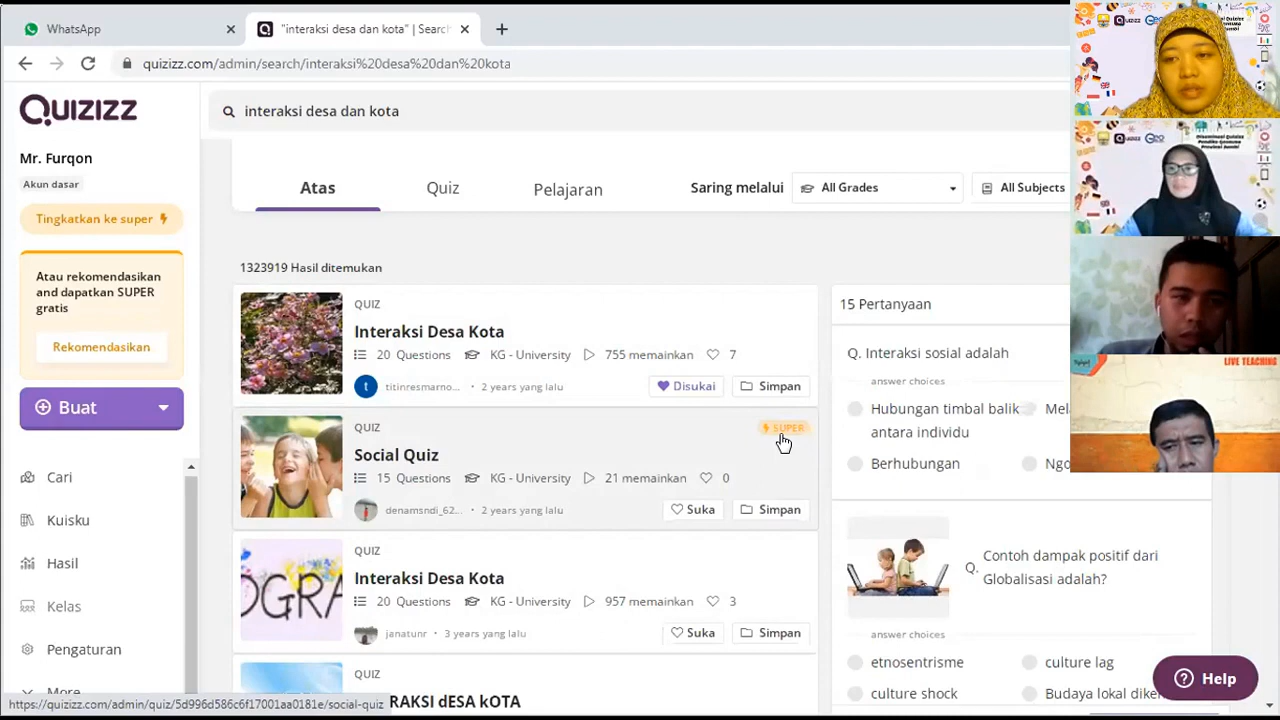 WhatsApp
"interaksi desa dan kota" | Searc
quizizz.com/admin/search/interaksi%20desa%20dan%20kota
QUIZIZZ
interaksi desa dan kota
Mr. Furqon
Akun dasar
Tingkatkan ke super
Atau rekomendasikan
and dapatkan SUPER
gratis
Rekomendasikan
Buat
Cari
Kuisku
Hasil
Kelas
Pengaturan
More
Atas
Quiz
Pelajaran
Saring melalui
All Grades
All Subjects
1323919 Hasil ditemukan
QUIZ
Interaksi Desa Kota
20 Questions KG - University 755 memainkan 7
titinresmarno... • 2 years yang lalu
Disukai
Simpan
QUIZ
SUPER
Social Quiz
15 Questions KG - University 21 memainkan 0
denamsndi_62... • 2 years yang lalu
Suka
Simpan
QUIZ
Interaksi Desa Kota
20 Questions KG - University 957 memainkan 3
janatunr • 3 years yang lalu
Suka
Simpan
QUIZ
RAKSI dESA kOTA
15 Pertanyaan
Q. Interaksi sosial adalah
answer choices
Hubungan timbal balik
antara individu
Mela
Berhubungan
Ngo
Q. Contoh dampak positif dari
Globalisasi adalah?
answer choices
etnosentrisme
culture lag
culture shock
Budaya lokal diken
Help
https://quizizz.com/admin/quiz/5d996d586c6f17001aa0181e/social-quiz
LIVE TEACHING